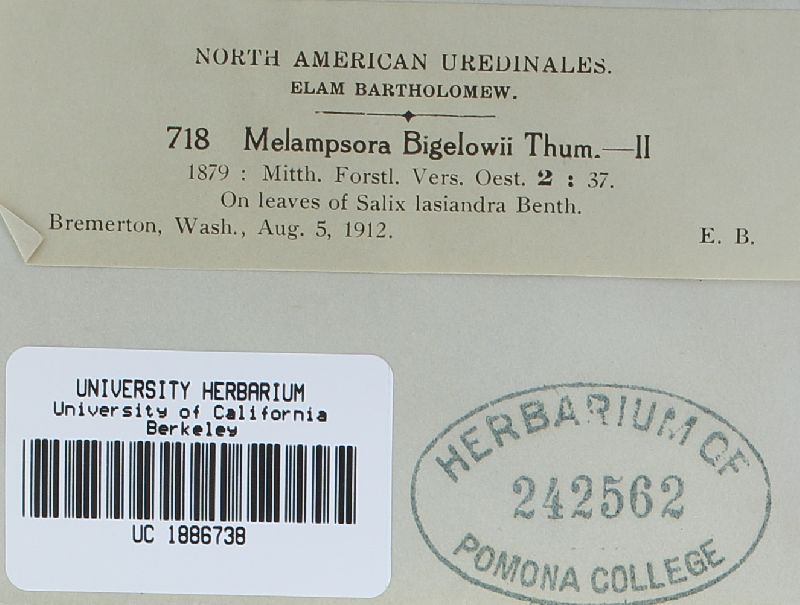 NORTH AMERICAN UREDINALES.
ELAM BARTHOLOMEW.
718 Melampsora Bigelowii Thum.—II
1879 : Mitth. Forstl. Vers. Oest. 2 : 37.
On leaves of Salix lasiandra Benth.
Bremerton, Wash., Aug. 5, 1912. E. B.
UNIVERSITY HERBARIUM
University of California
Berkeley
UC 1886738
HERBARIUM OF
242562
POMONA COLLEGE